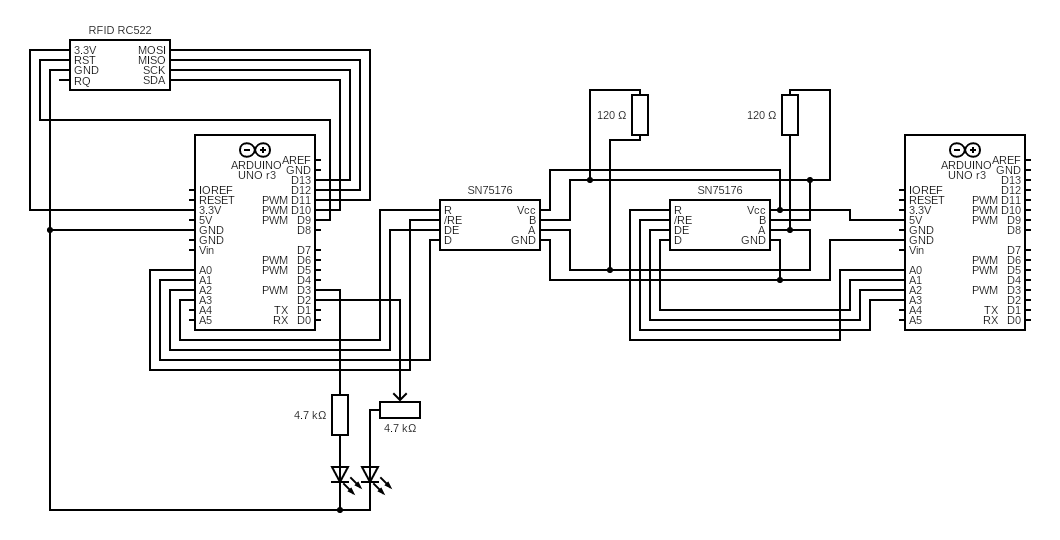 RFID RC522
3.3V MOSI
RST MISO
GND SCK
RQ SDA
120 Ω
120 Ω
ARDUINO
UNO r3
AREF
GND
D13
IOREF D12
RESET PWM D11
3.3V PWM D10
5V PWM D9
GND D8
GND
Vin D7
PWM D6
A0 PWM D5
A1 D4
A2 PWM D3
A3 D2
A4 TX D1
A5 RX D0
SN75176
R Vcc
/RE B
DE A
D GND
SN75176
R Vcc
/RE B
DE A
D GND
ARDUINO
UNO r3
AREF
GND
D13
IOREF D12
RESET PWM D11
3.3V PWM D10
5V PWM D9
GND D8
GND
Vin D7
PWM D6
A0 PWM D5
A1 D4
A2 PWM D3
A3 D2
A4 TX D1
A5 RX D0
4.7 kΩ
4.7 kΩ